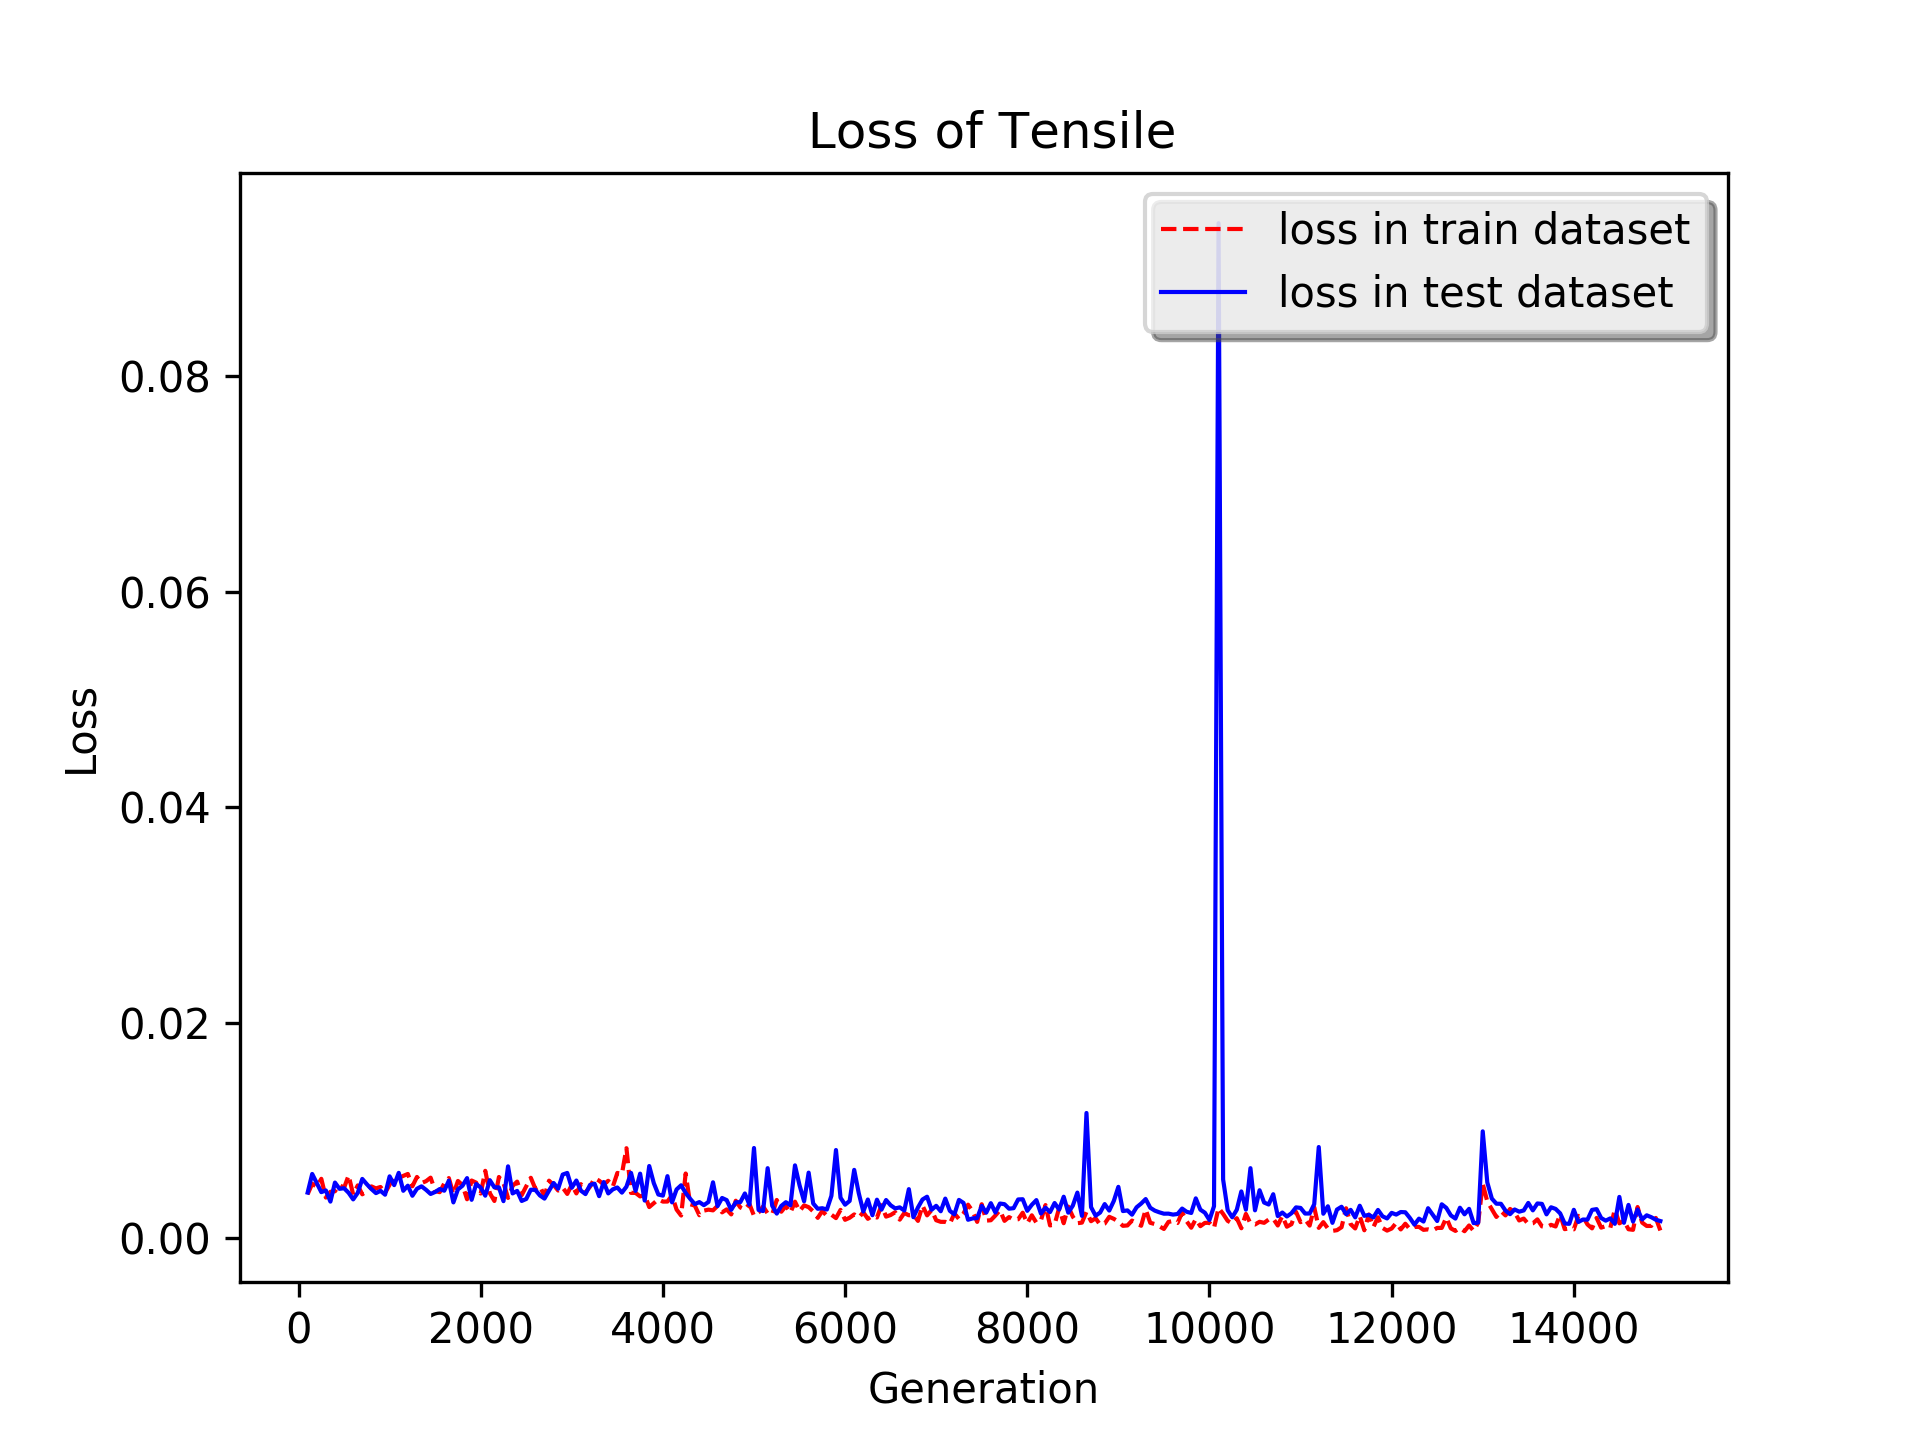 Loss of Tensile
loss in train dataset
loss in test dataset
0.08
0.06
0.04
0.02
0.00
Loss
0 2000 4000 6000 8000 10000 12000 14000
Generation